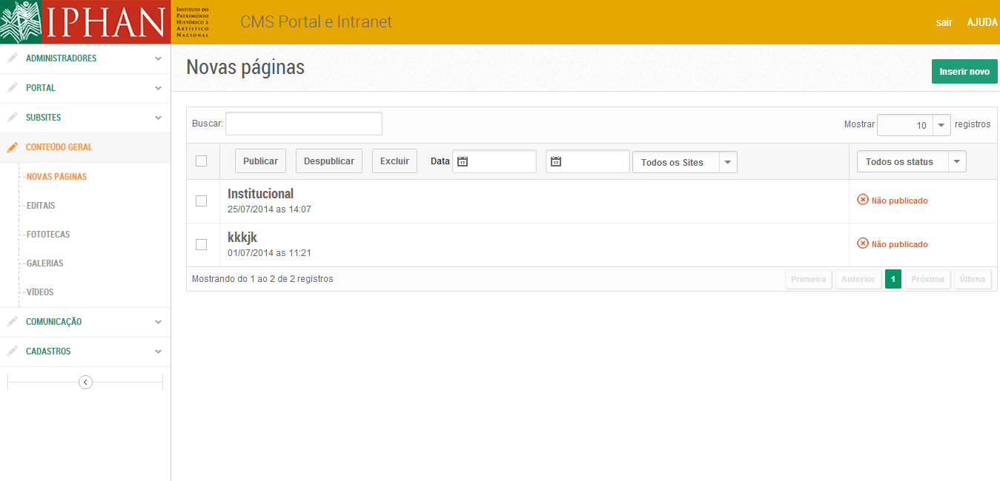 IPHAN
INSTITUTO DO
PATRIMÔNIO
HISTÓRICO E
ARTÍSTICO
NACIONAL
CMS Portal e Intranet
sair AJUDA
ADMINISTRADORES
PORTAL
SUBSITES
CONTEÚDO GERAL
NOVAS PÁGINAS
EDITAIS
FOTOTECAS
GALERIAS
VÍDEOS
COMUNICAÇÃO
CADASTROS
Novas páginas
Inserir novo
Buscar:
Mostrar 10 registros
Publicar Despublicar Excluir Data 17 17 Todos os Sites Todos os status
Institucional
25/07/2014 as 14:07
Não publicado
kkkjk
01/07/2014 as 11:21
Não publicado
Mostrando do 1 ao 2 de 2 registros
Primeira Anterior 1 Próxima Última